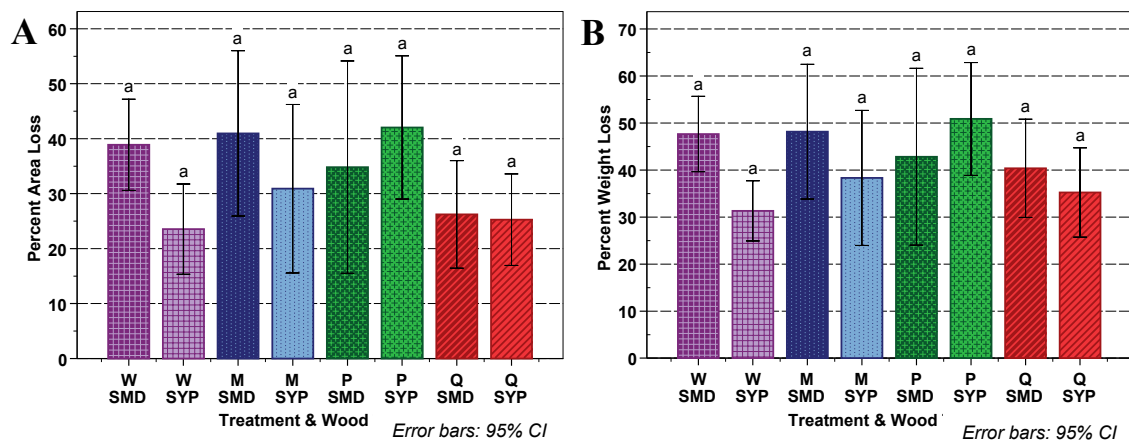 A
Percent Area Loss
60
50
40
30
20
10
0
a a a a a a a a
W W M M P P Q Q
SMD SYP SMD SYP SMD SYP SMD SYP
Treatment & Wood
Error bars: 95% CI
B
Percent Weight Loss
70
60
50
40
30
20
10
0
a a a a a a a a
W W M M P P Q Q
SMD SYP SMD SYP SMD SYP SMD SYP
Treatment & Wood
Error bars: 95% CI